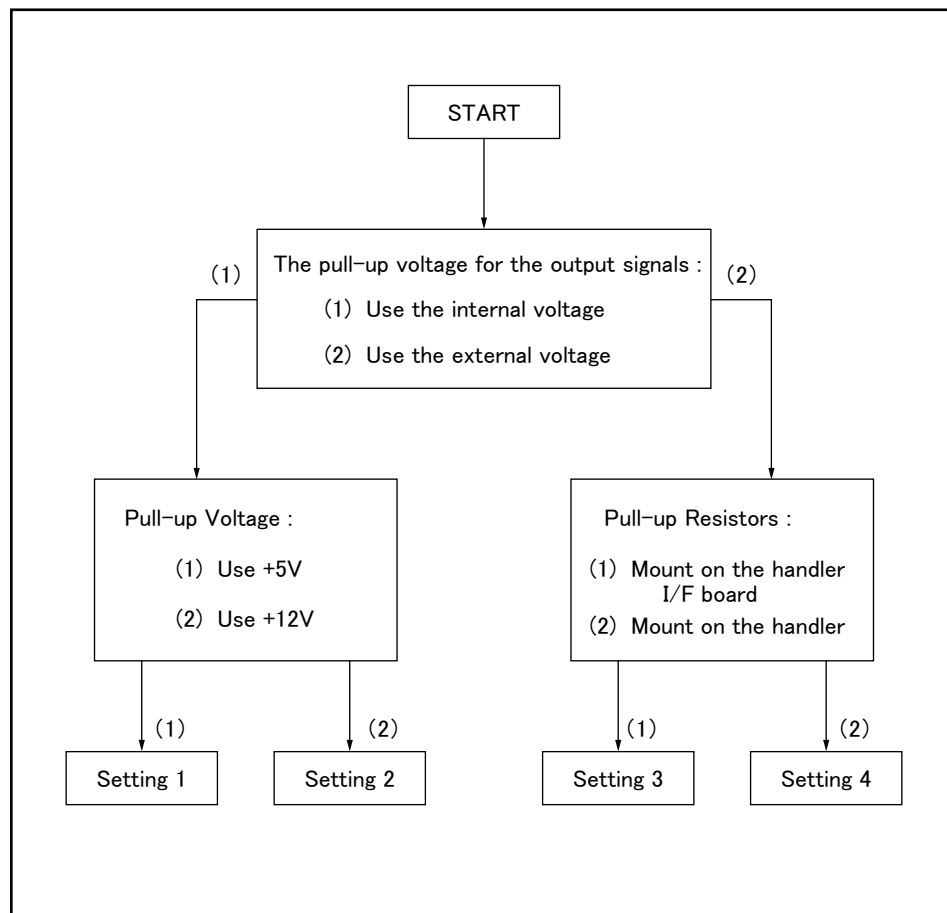 START
The pull-up voltage for the output signals :
(1) Use the internal voltage
(2) Use the external voltage
(1)
(2)
Pull-up Voltage :
(1) Use +5V
(2) Use +12V
Pull-up Resistors :
(1) Mount on the handler
I/F board
(2) Mount on the handler
(1)
(2)
(1)
(2)
Setting 1
Setting 2
Setting 3
Setting 4